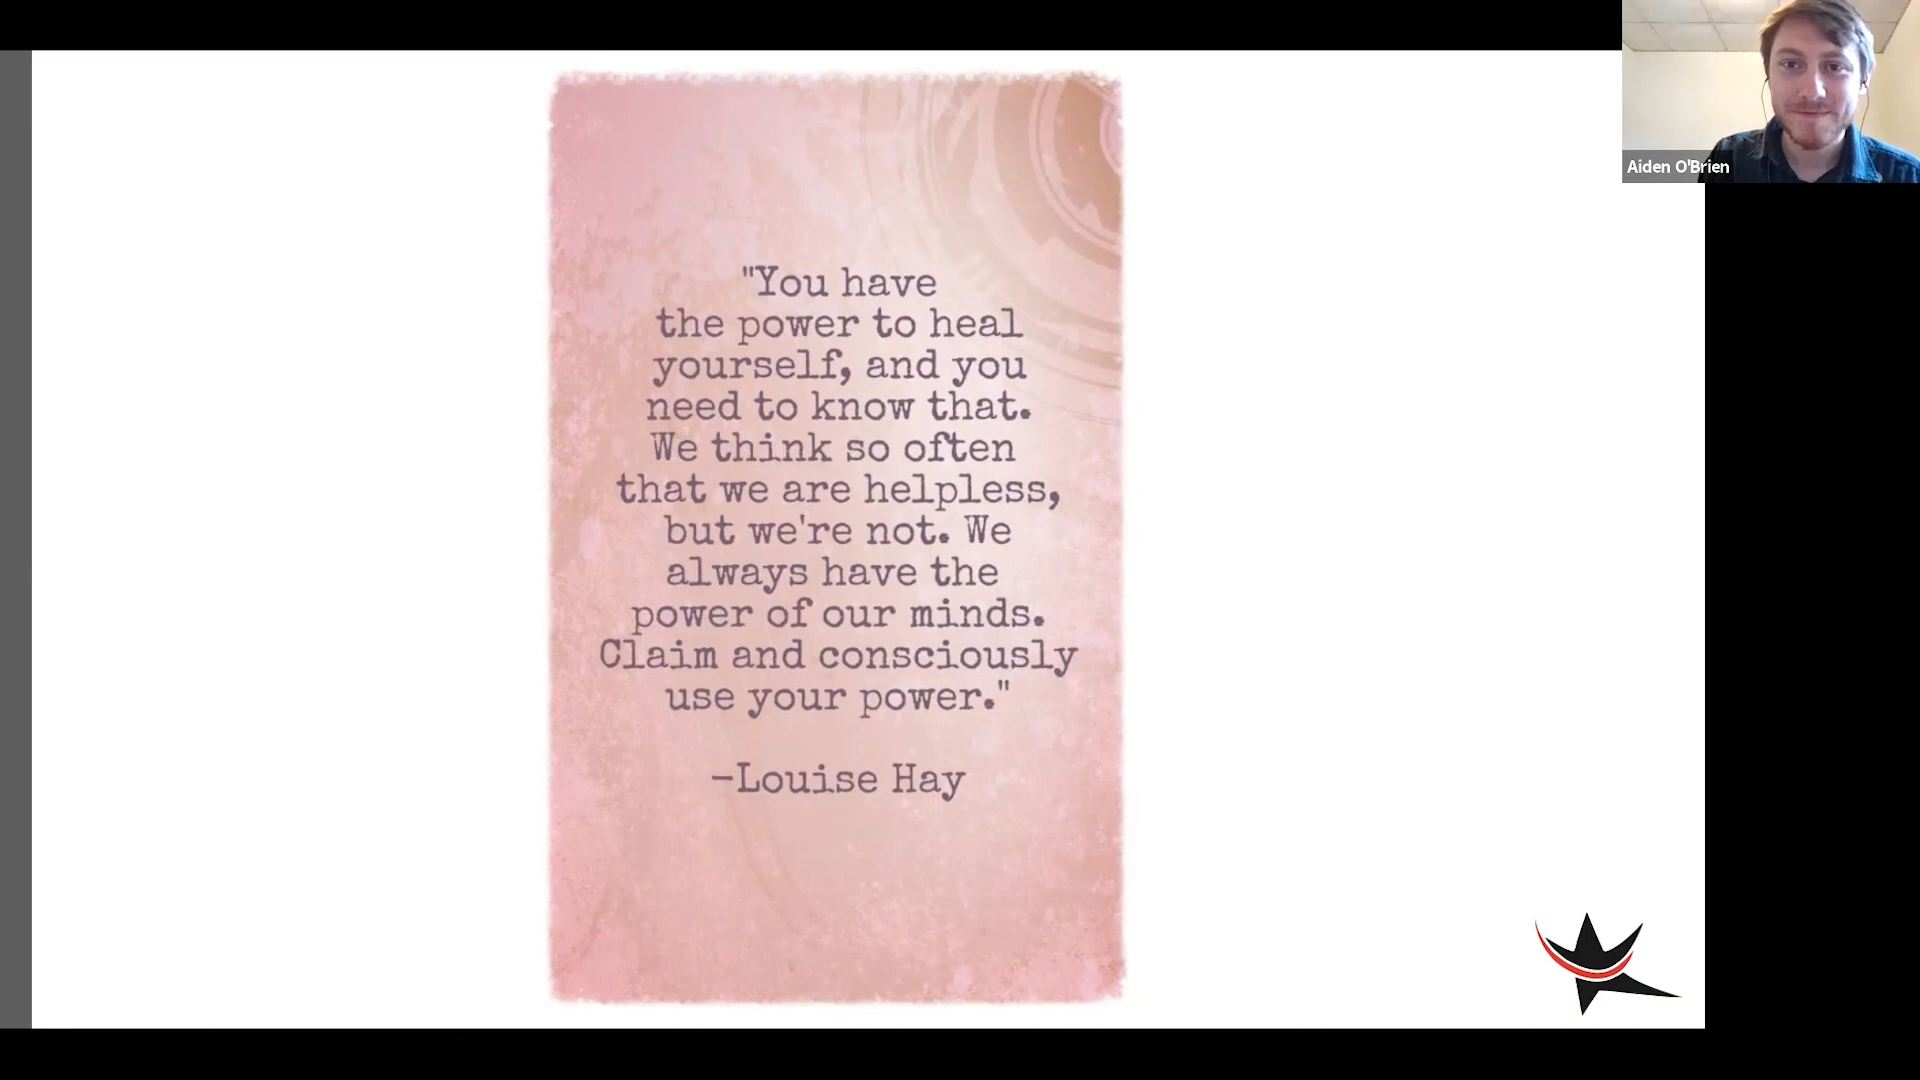 "You have
the power to heal
yourself, and you
need to know that.
We think so often
that we are helpless,
but we're not. We
always have the
power of our minds.
Claim and consciously
use your power."
-Louise Hay
Aiden O'Brien